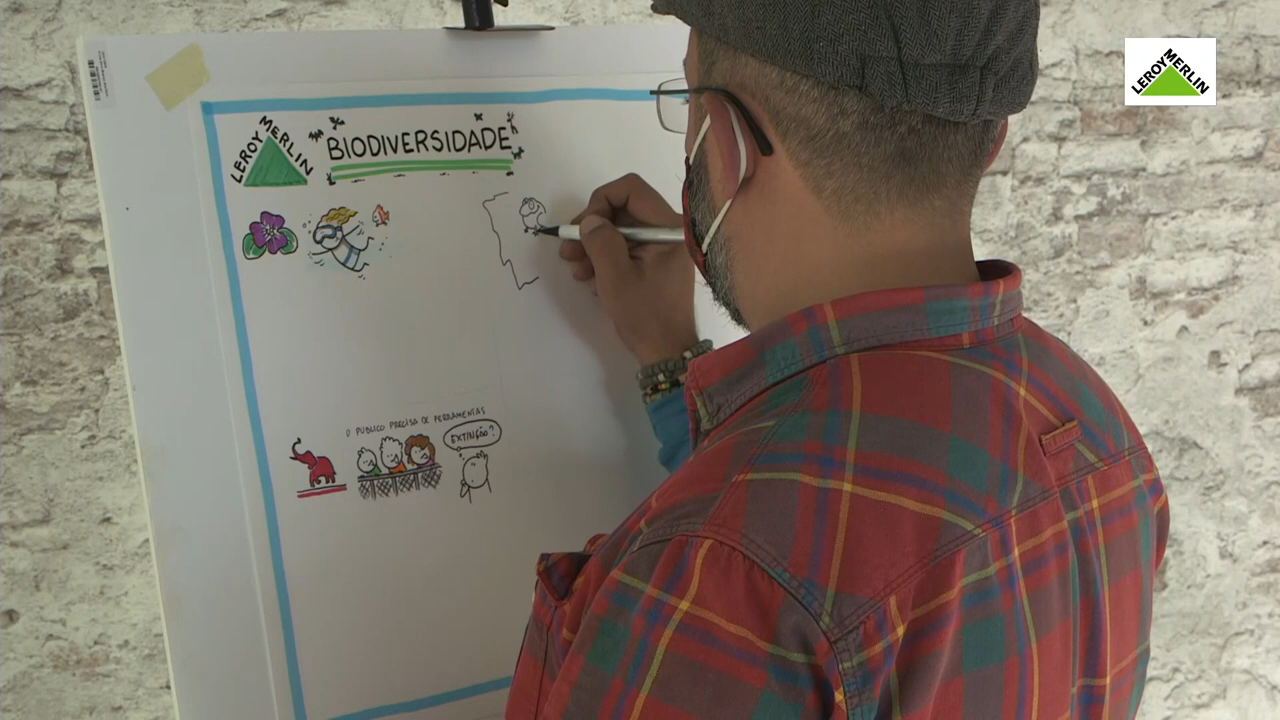 LEROY MERLIN
BIODIVERSIDADE
O PÚBLICO PRECISA DE FERRAMENTAS
EXTINÇÃO?
LEROY MERLIN